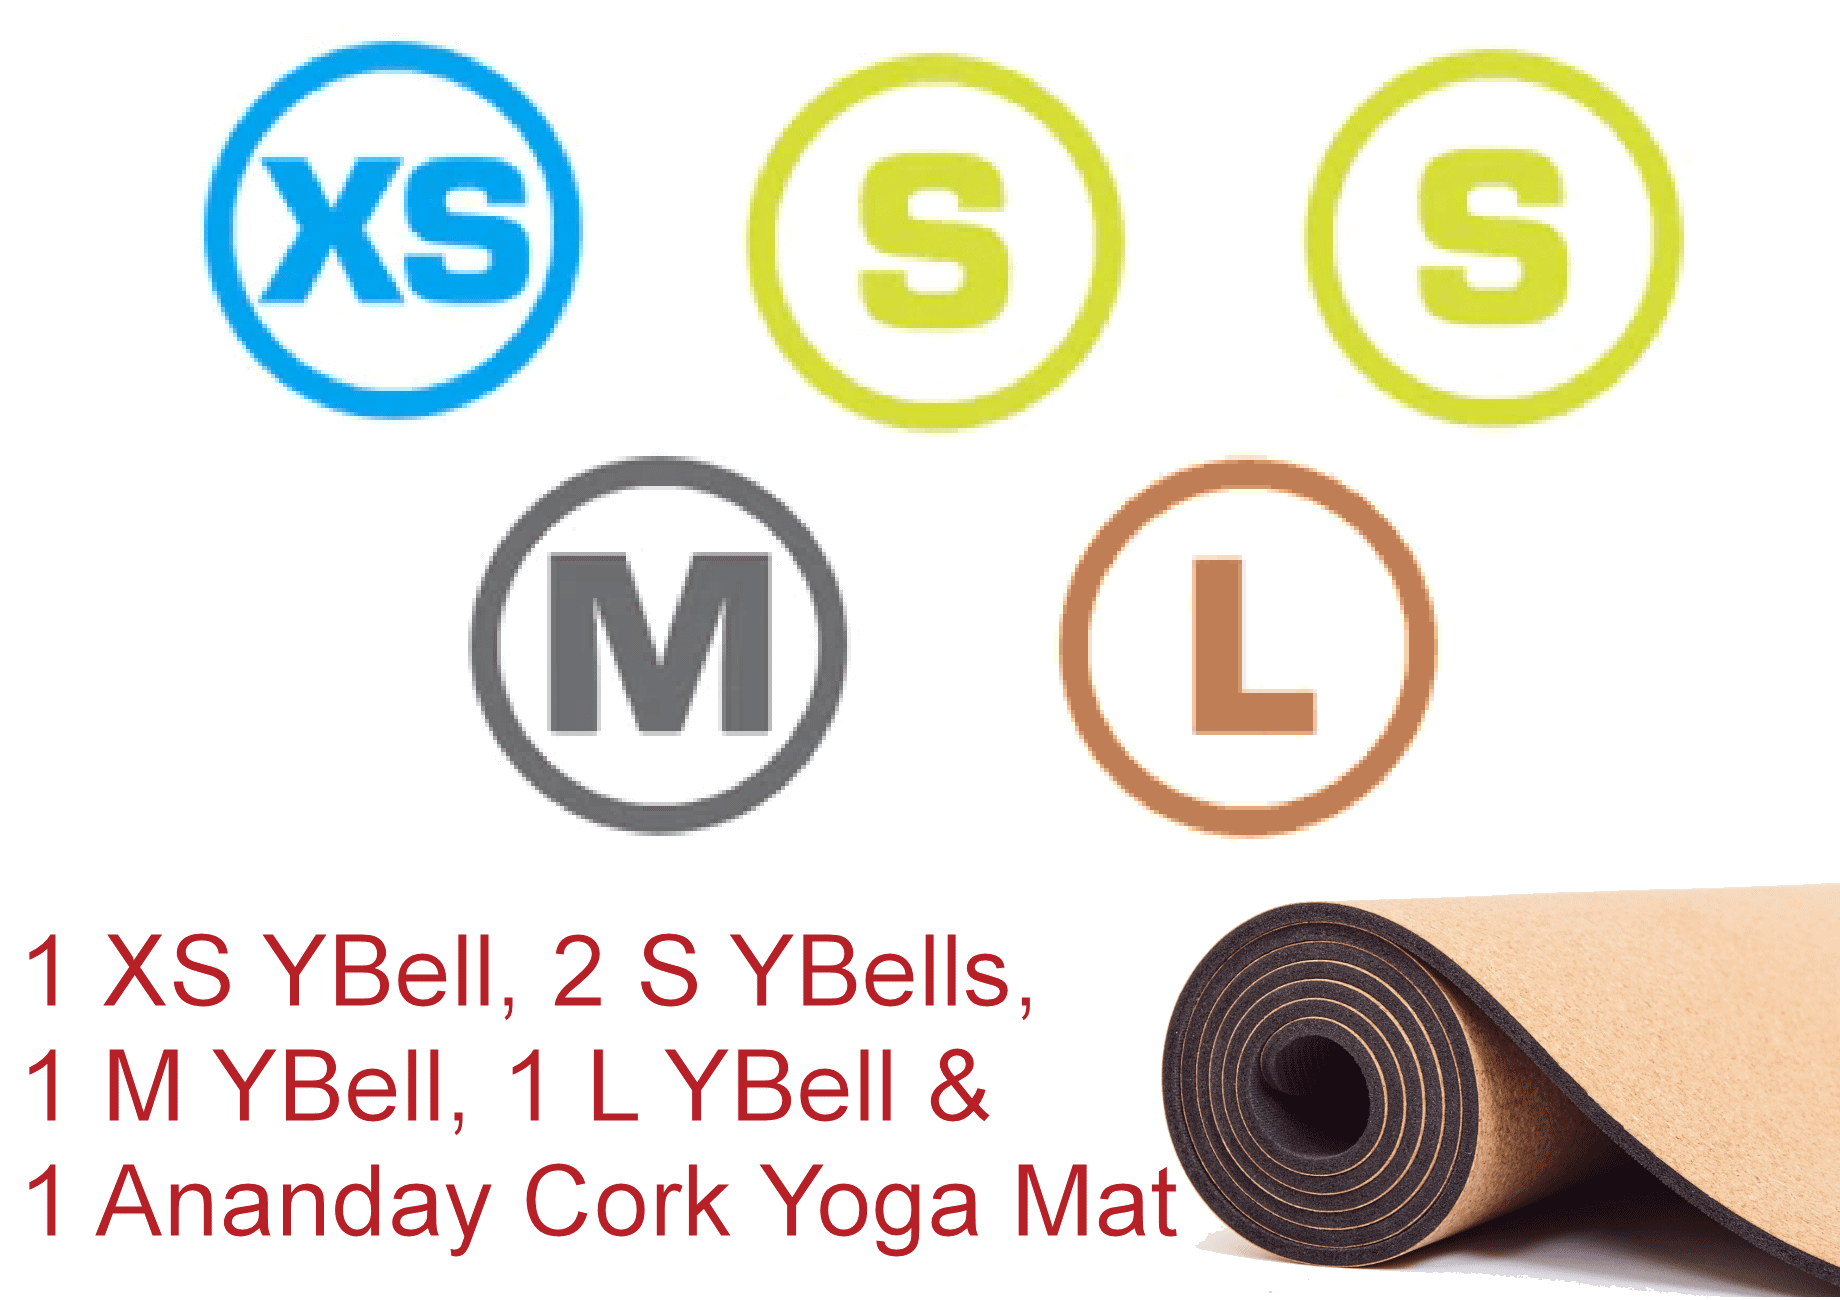 XS S S
M L
1 XS YBell, 2 S YBells,
1 M YBell, 1 L YBell &
1 Ananday Cork Yoga Mat